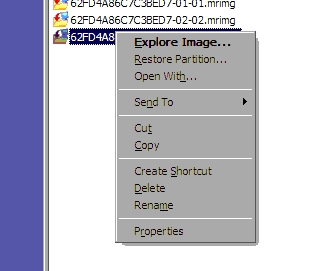 62FD4A86C7C3BED7-01-01.mrimg
62FD4A86C7C3BED7-02-02.mrimg
62FD4A8
Explore Image...
Restore Partition...
Open With...
Send To
Cut
Copy
Create Shortcut
Delete
Rename
Properties